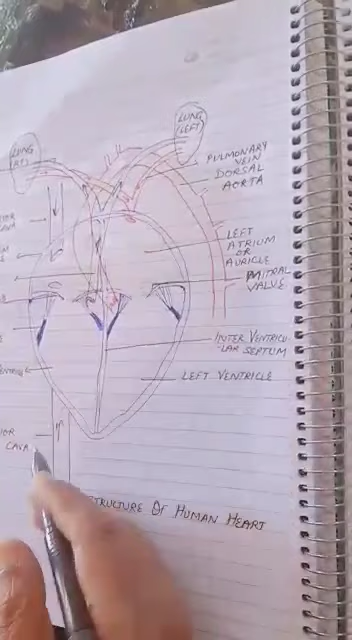 LUNG
(LEFT)
LUNG
PULMONARY
VEIN
DORSAL
AORTA
LEFT
ATRIUM
OR
AURICLE
MITRAL
VALVE
INTER VENTRICU
-LAR SEPTUM
LEFT VENTRICLE
CAVA
STRUCTURE OF HUMAN HEART